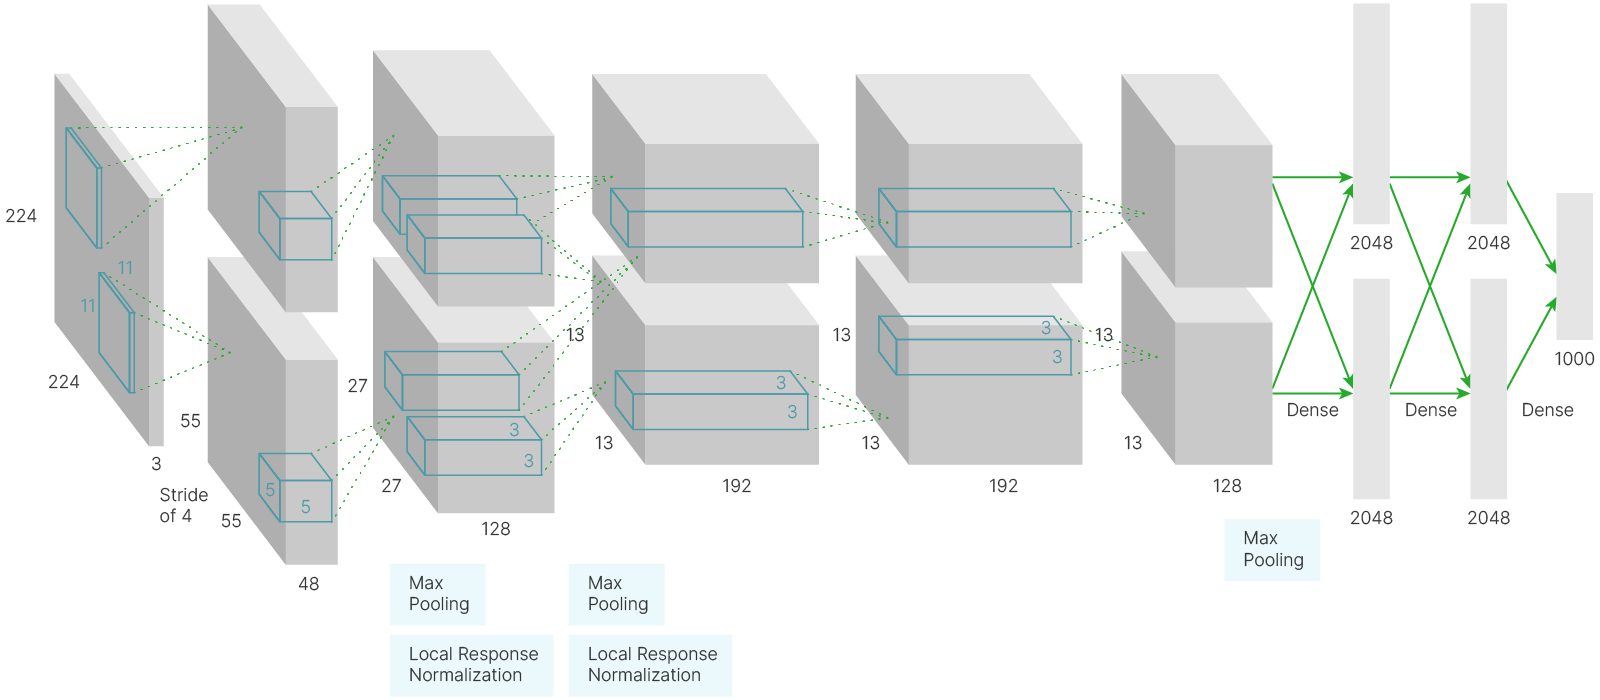 224
11
11
224
3
Stride
of 4
55
55
5
5
48
27
27
3
3
128
13
13
3
3
192
13
13
3
3
192
13
13
128
Dense
Dense
Dense
2048
2048
2048
2048
1000
Max
Pooling
Max
Pooling
Max
Pooling
Local Response
Normalization
Local Response
Normalization